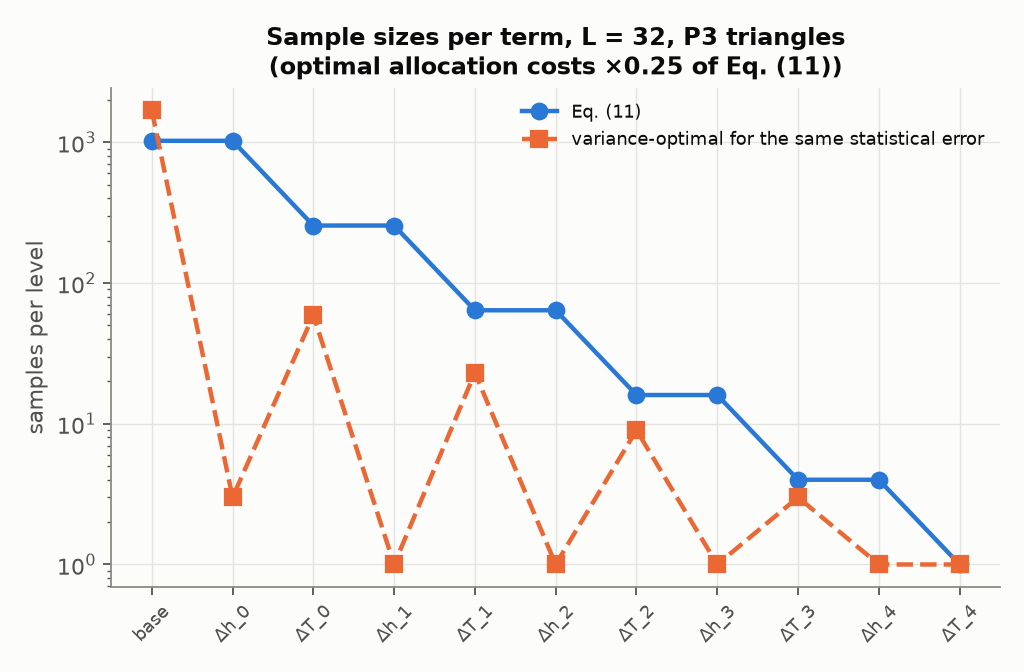 Sample sizes per term, L = 32, P3 triangles
(optimal allocation costs ×0.25 of Eq. (11))
Eq. (11)
variance-optimal for the same statistical error
samples per level
10³
10²
10¹
10⁰
base
Δh_0
ΔT_0
Δh_1
ΔT_1
Δh_2
ΔT_2
Δh_3
ΔT_3
Δh_4
ΔT_4